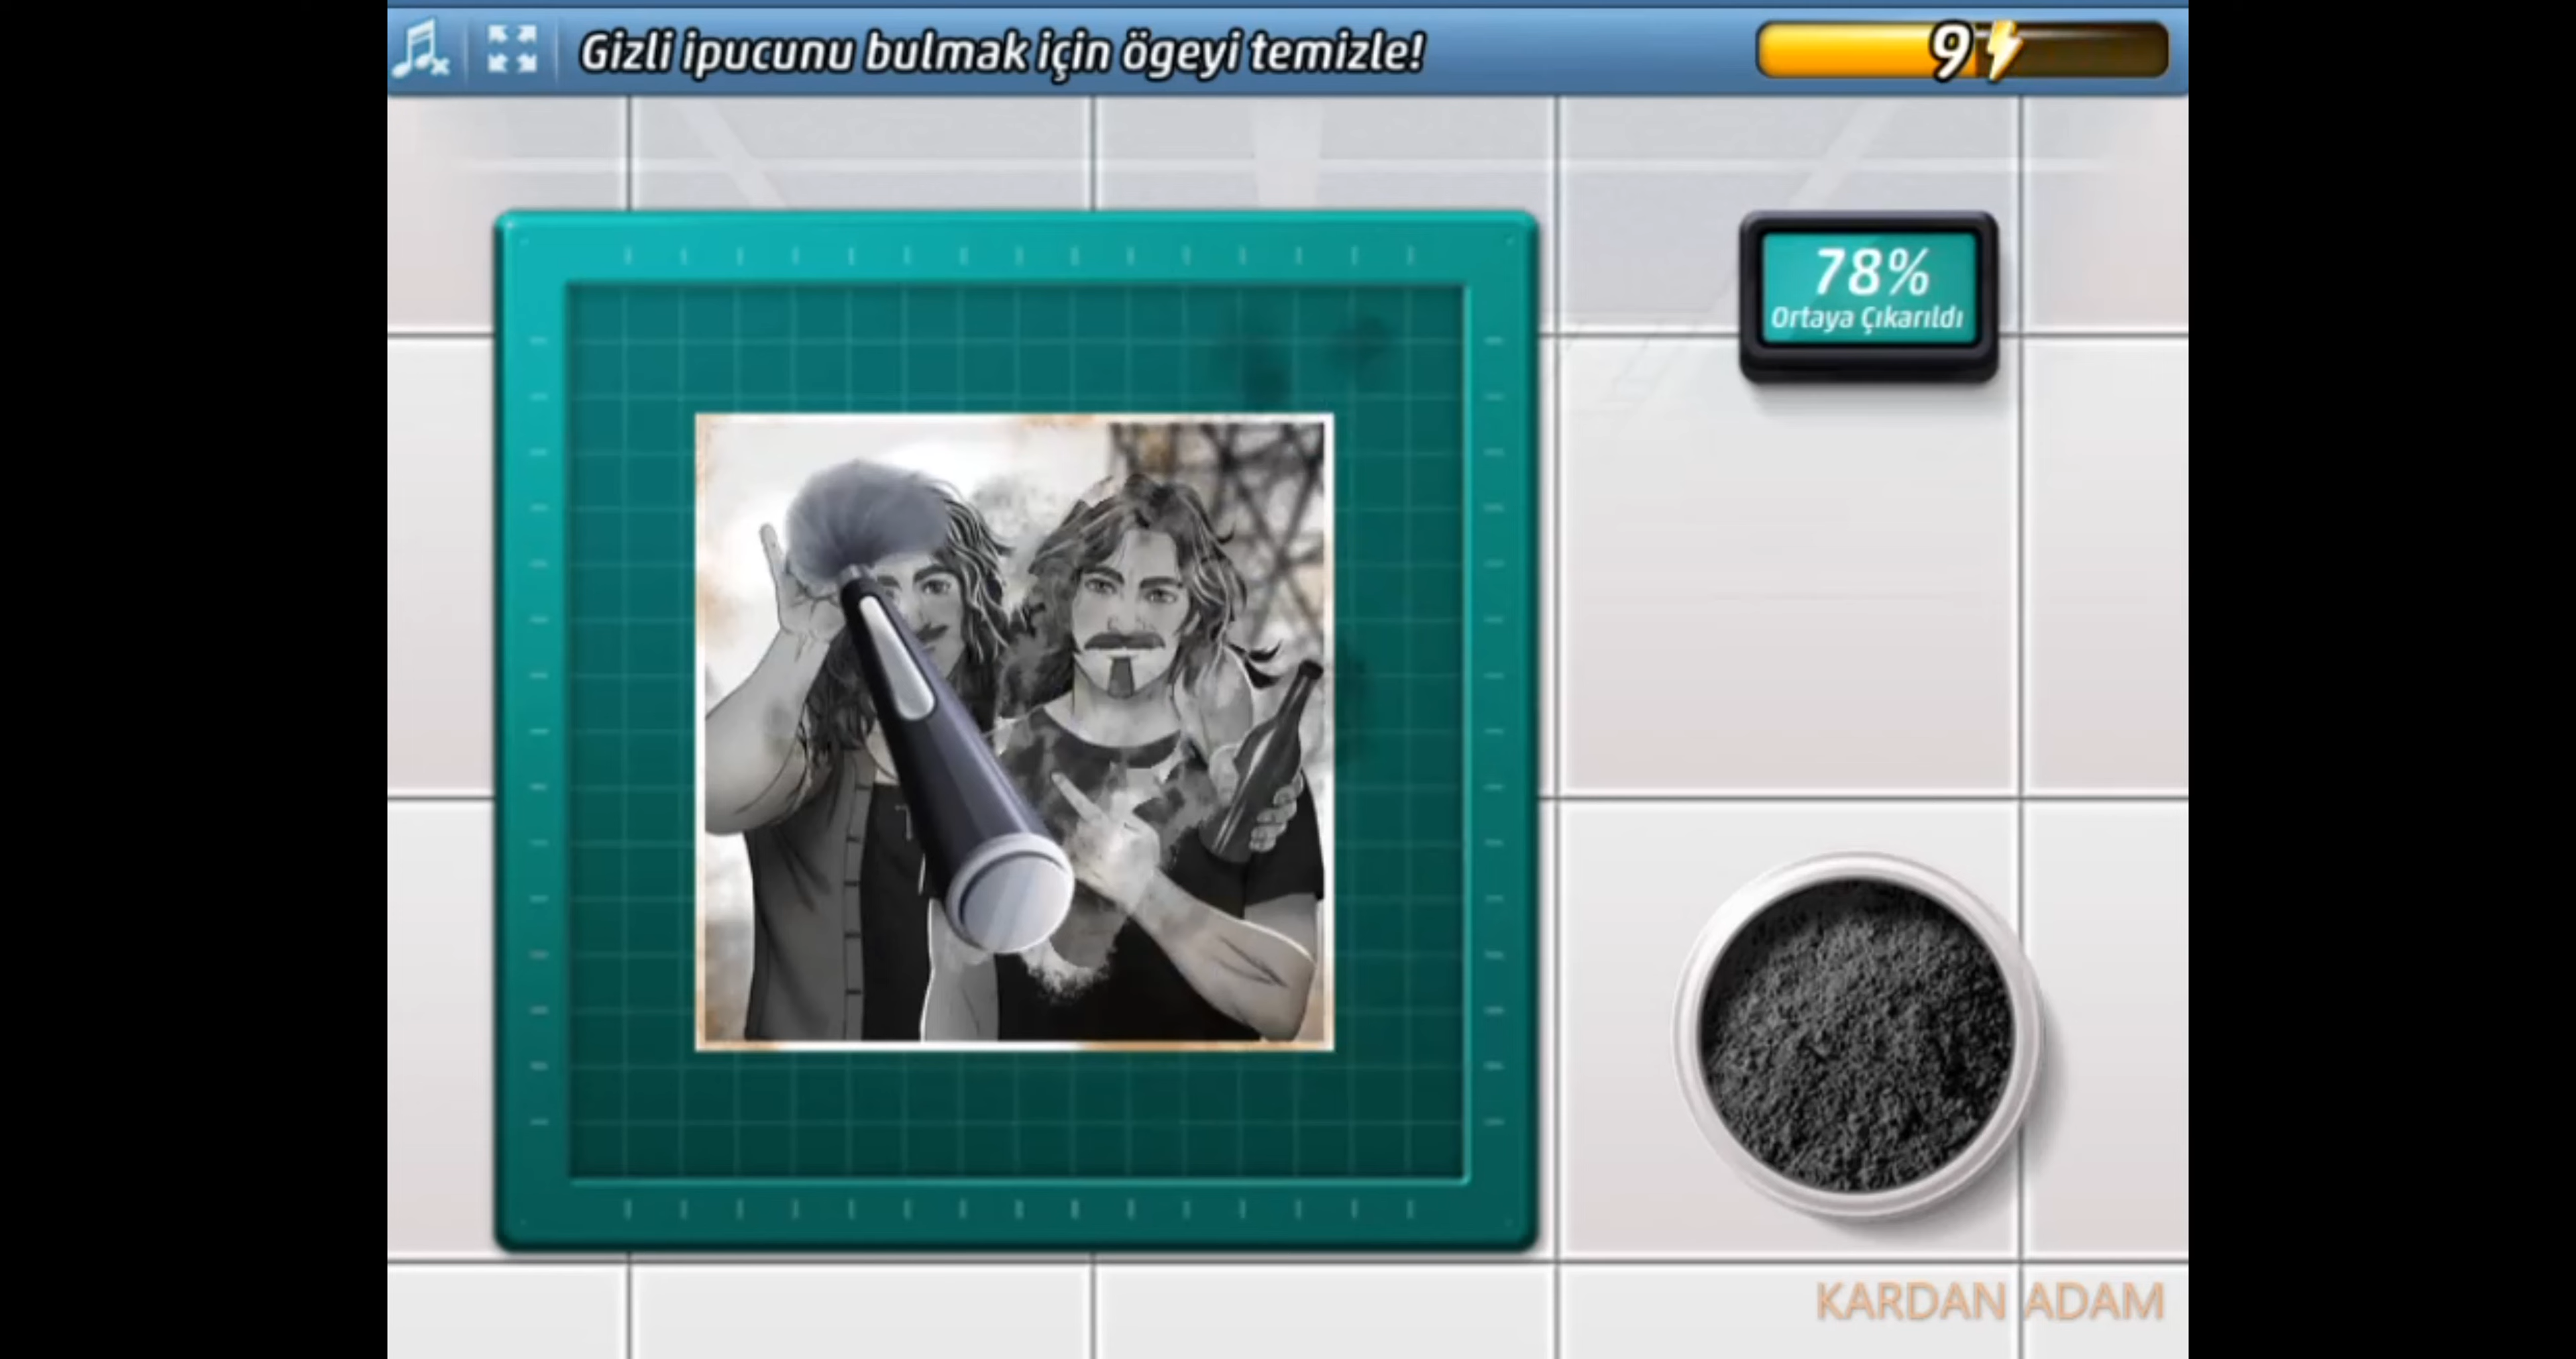 Gizli ipucunu bulmak için ögeyi temizle!
9
78%
Ortaya Çıkarıldı
KARDAN ADAM